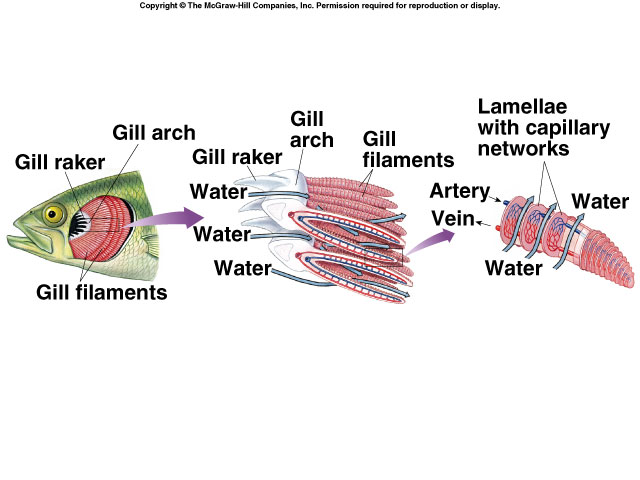 Copyright © The McGraw-Hill Companies, Inc. Permission required for reproduction or display.
Gill raker
Gill arch
Gill filaments
Gill raker
Gill
arch
Gill
filaments
Water
Water
Water
Lamellae
with capillary
networks
Artery
Vein
Water
Water